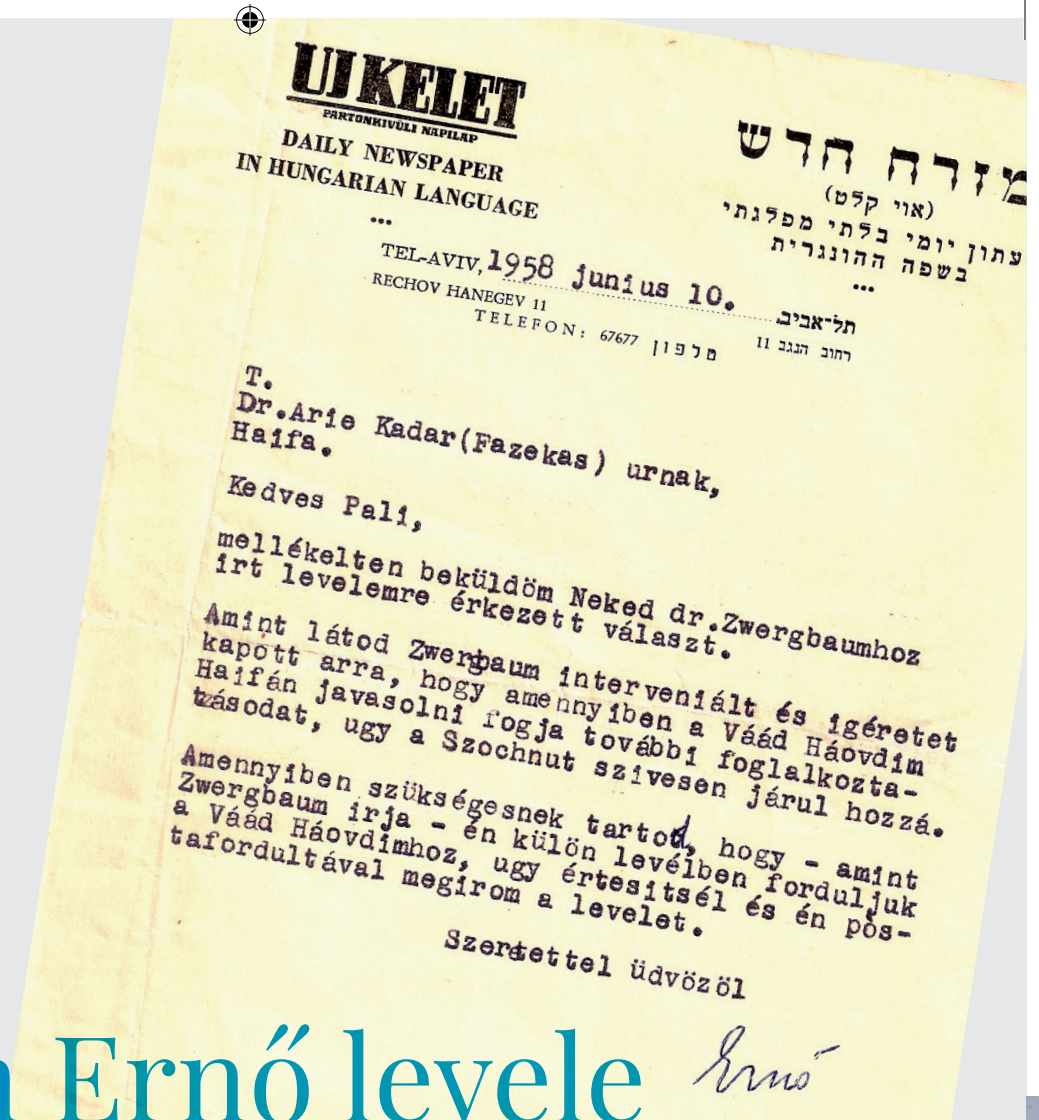 UJ KELET
PARTONKIVÜLI NAPILAP
DAILY NEWSPAPER
IN HUNGARIAN LANGUAGE
מזרח חדש
(אוי קלט)
עתון יומי בלתי מפלגתי
בשפה ההונגרית
TEL-AVIV, 1958 junius 10. תל־אביב
RECHOV HANEGEV 11 רחוב הנגב 11
TELEFON: 67677 טלפון
T.
Dr.Arie Kadar(Fazekas) urnak,
Haifa.
Kedves Pali,
mellékelten beküldöm Neked dr.Zwergbaumhoz
irt levelemre érkezett választ.
Amint látod Zwergbaum interveniált és igéretet
kapott arra, hogy amennyiben a Váád Háovdim
Haifán javasolni fogja további foglalkozta-
tásodat, ugy a Szochnut szivesen járul hozzá.
Amennyiben szükségesnek tartod, hogy - amint
Zwergbaum irja - én külön levélben forduljuk
a Váád Háovdimhoz, ugy értesitsél és én pos-
tafordultával megirom a levelet.
Szeretettel üdvözöl
Ernő
Ernő levele